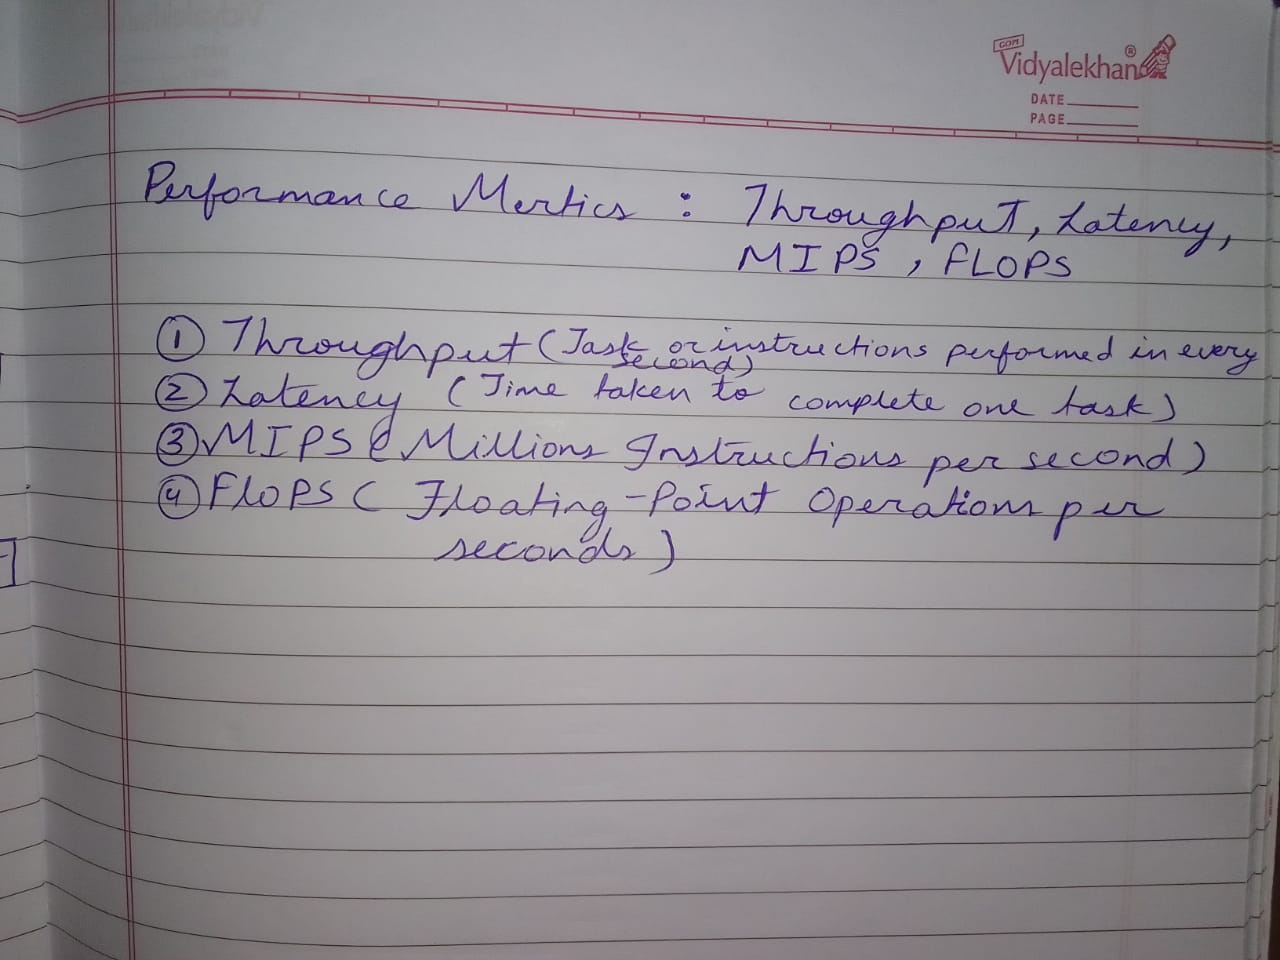 GOPI
Vidyalekhan®
DATE
PAGE
Performance Mertics : Throughput, Latency,
MIPS, FLOPS
① Throughput (Task or instructions performed in every
second)
② Latency (Time taken to complete one task)
③ MIPS (Millions Instructions per second)
④ FLOPS (Floating-Point Operations per
seconds)